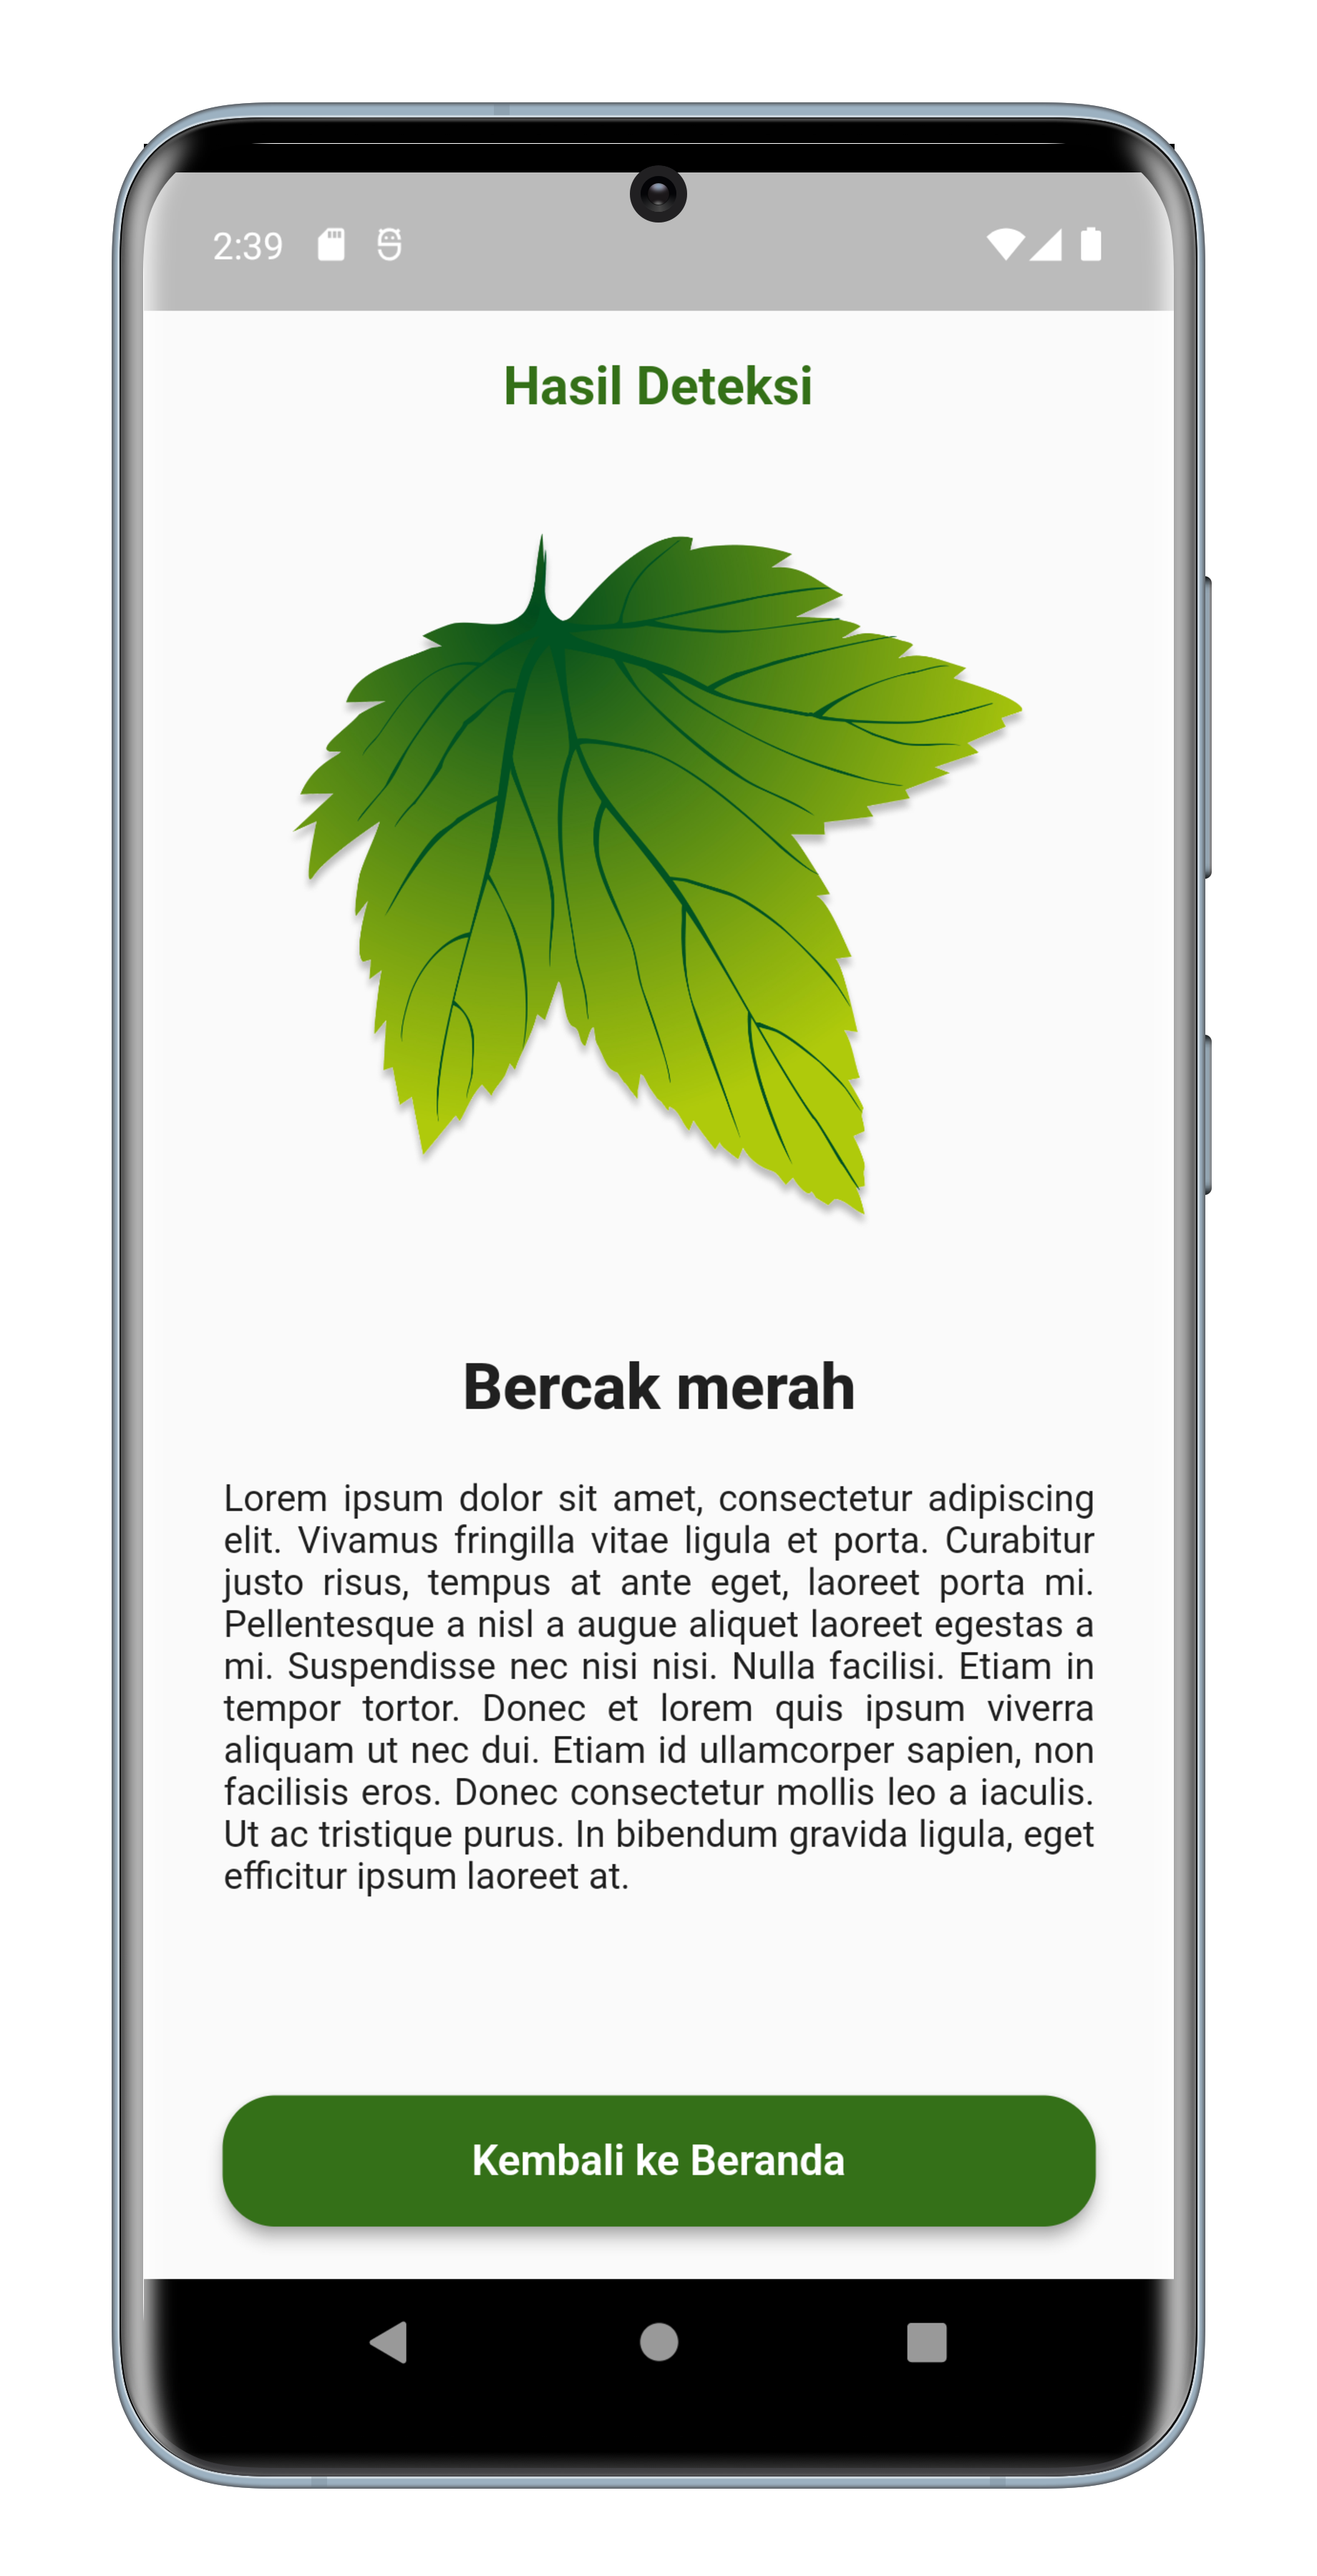 2:39
Hasil Deteksi
Bercak merah
Lorem ipsum dolor sit amet, consectetur adipiscing
elit. Vivamus fringilla vitae ligula et porta. Curabitur
justo risus, tempus at ante eget, laoreet porta mi.
Pellentesque a nisl a augue aliquet laoreet egestas a
mi. Suspendisse nec nisi nisi. Nulla facilisi. Etiam in
tempor tortor. Donec et lorem quis ipsum viverra
aliquam ut nec dui. Etiam id ullamcorper sapien, non
facilisis eros. Donec consectetur mollis leo a iaculis.
Ut ac tristique purus. In bibendum gravida ligula, eget
efficitur ipsum laoreet at.
Kembali ke Beranda